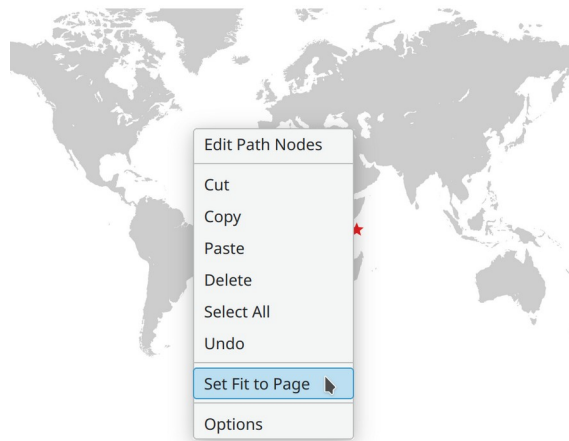 Edit Path Nodes
Cut
Copy
Paste
Delete
Select All
Undo
Set Fit to Page
Options